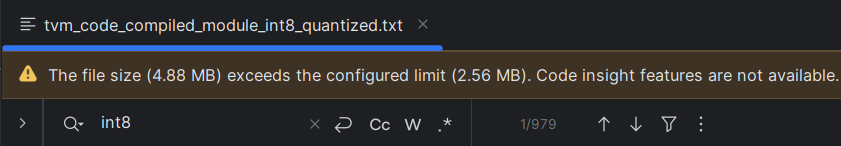 tvm_code_compiled_module_int8_quantized.txt
The file size (4.88 MB) exceeds the configured limit (2.56 MB). Code insight features are not available.
int8 Cc W .* 1/979